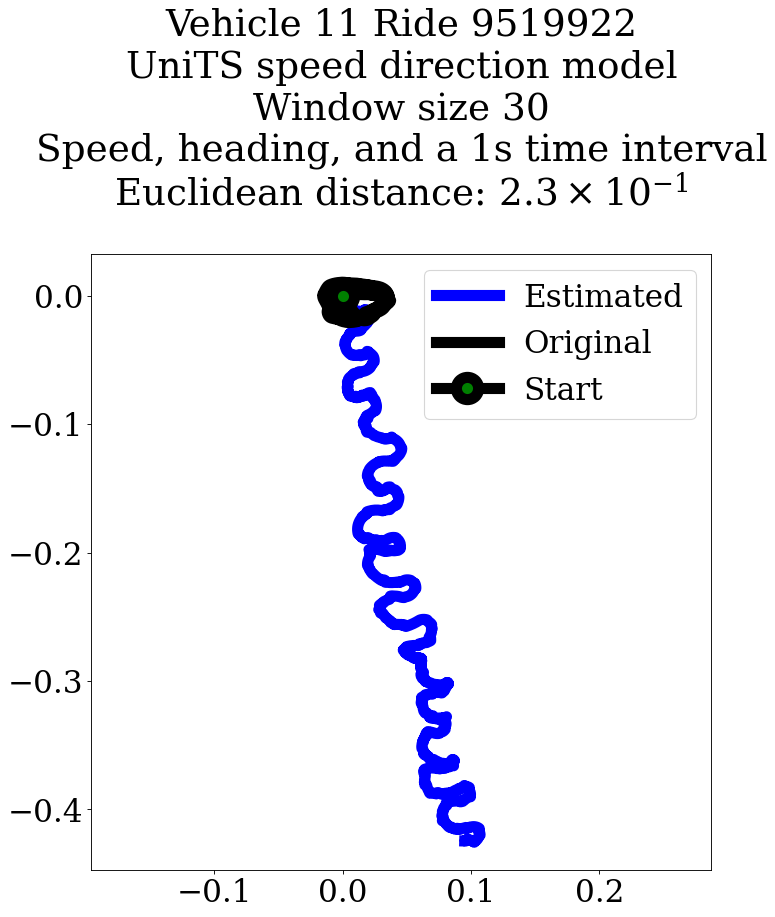 Vehicle 11 Ride 9519922
UniTS speed direction model
Window size 30
Speed, heading, and a 1s time interval
Euclidean distance: 2.3 × 10⁻¹
Estimated
Original
Start
0.0
−0.1
−0.2
−0.3
−0.4
−0.1 0.0 0.1 0.2